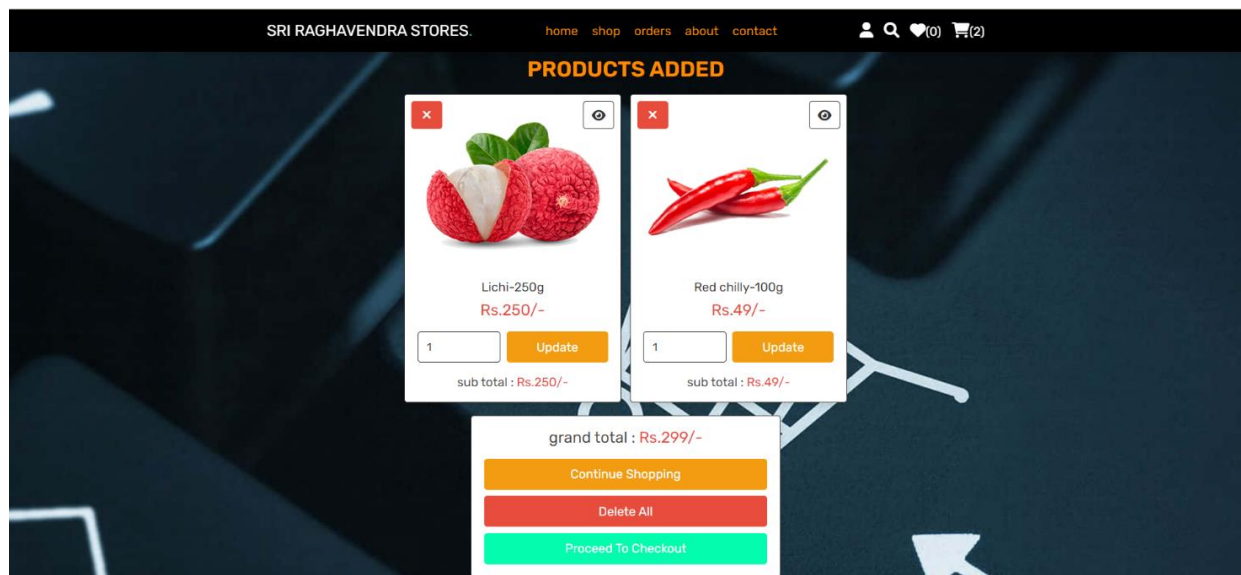 SRI RAGHAVENDRA STORES. home shop orders about contact (0) (2)
PRODUCTS ADDED
Lichi-250g
Rs.250/-
1 Update
sub total : Rs.250/-
Red chilly-100g
Rs.49/-
1 Update
sub total : Rs.49/-
grand total : Rs.299/-
Continue Shopping
Delete All
Proceed To Checkout